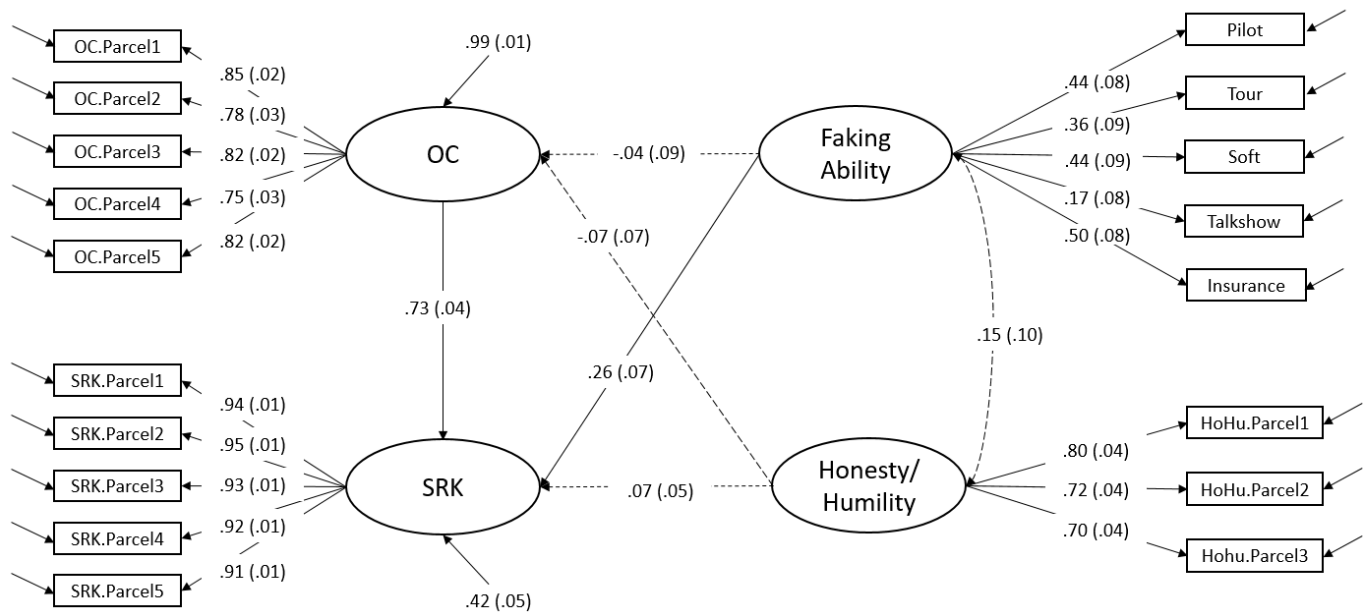 OC.Parcel1
OC.Parcel2
OC.Parcel3
OC.Parcel4
OC.Parcel5
.85 (.02)
.78 (.03)
.82 (.02)
.75 (.03)
.82 (.02)
.99 (.01)
OC
-.04 (.09)
-.07 (.07)
Faking
Ability
.44 (.08)
.36 (.09)
.44 (.09)
.17 (.08)
.50 (.08)
Pilot
Tour
Soft
Talkshow
Insurance
.73 (.04)
.26 (.07)
.15 (.10)
SRK.Parcel1
SRK.Parcel2
SRK.Parcel3
SRK.Parcel4
SRK.Parcel5
.94 (.01)
.95 (.01)
.93 (.01)
.92 (.01)
.91 (.01)
SRK
.42 (.05)
.07 (.05)
Honesty/
Humility
.80 (.04)
.72 (.04)
.70 (.04)
HoHu.Parcel1
HoHu.Parcel2
Hohu.Parcel3